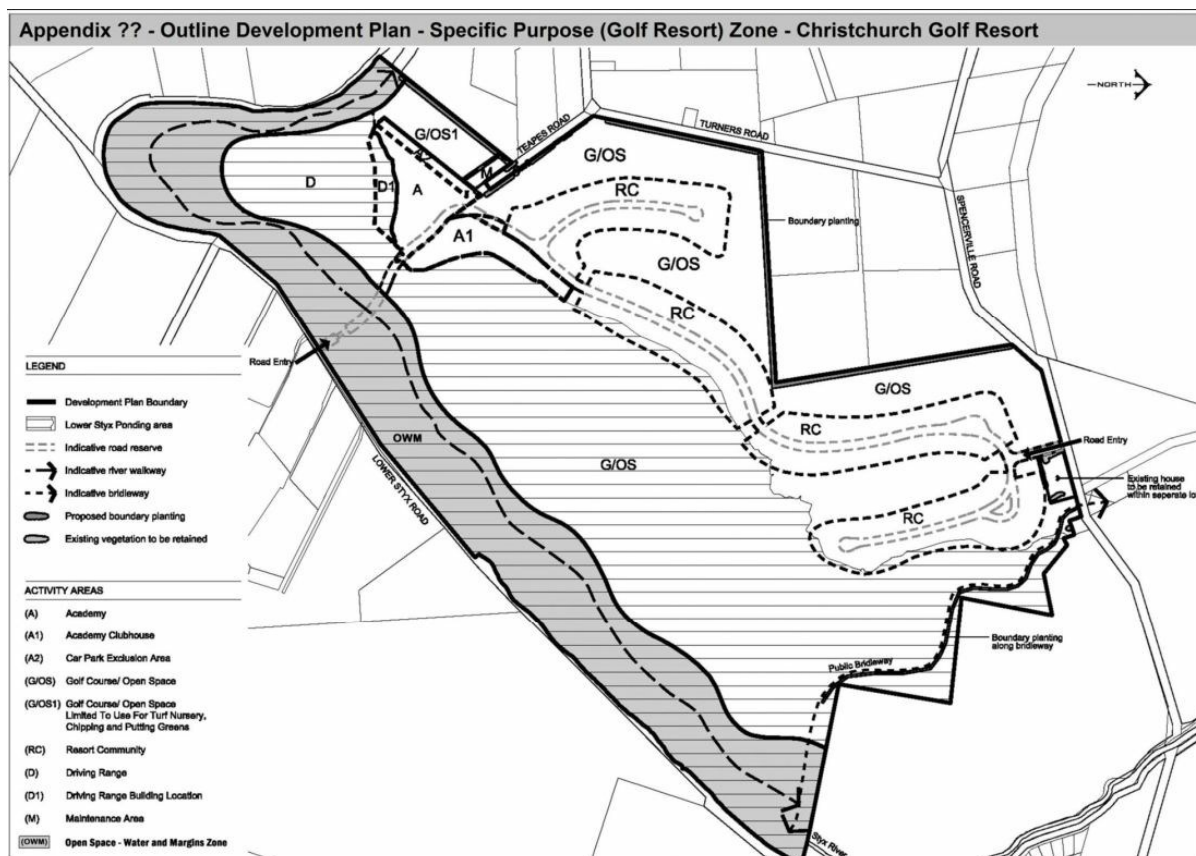 Appendix ?? - Outline Development Plan - Specific Purpose (Golf Resort) Zone - Christchurch Golf Resort
NORTH
TURNERS ROAD
TEAPES ROAD
SPENCERVILLE ROAD
G/OS1
A2
M
G/OS
RC
D
D1
A
A1
Boundary planting
G/OS
RC
Road Entry
G/OS
RC
Road Entry
OWM
G/OS
LOWER STYX ROAD
Existing house
to be retained
within seperate lo
RC
Boundary planting
along bridleway
Public Bridleway
Styx River
LEGEND
Development Plan Boundary
Lower Styx Ponding area
Indicative road reserve
Indicative river walkway
Indicative bridleway
Proposed boundary planting
Existing vegetation to be retained
ACTIVITY AREAS
(A) Academy
(A1) Academy Clubhouse
(A2) Car Park Exclusion Area
(G/OS) Golf Course/ Open Space
(G/OS1) Golf Course/ Open Space
Limited To Use For Turf Nursery,
Chipping and Putting Greens
(RC) Resort Community
(D) Driving Range
(D1) Driving Range Building Location
(M) Maintenance Area
(OWM) Open Space - Water and Margins Zone